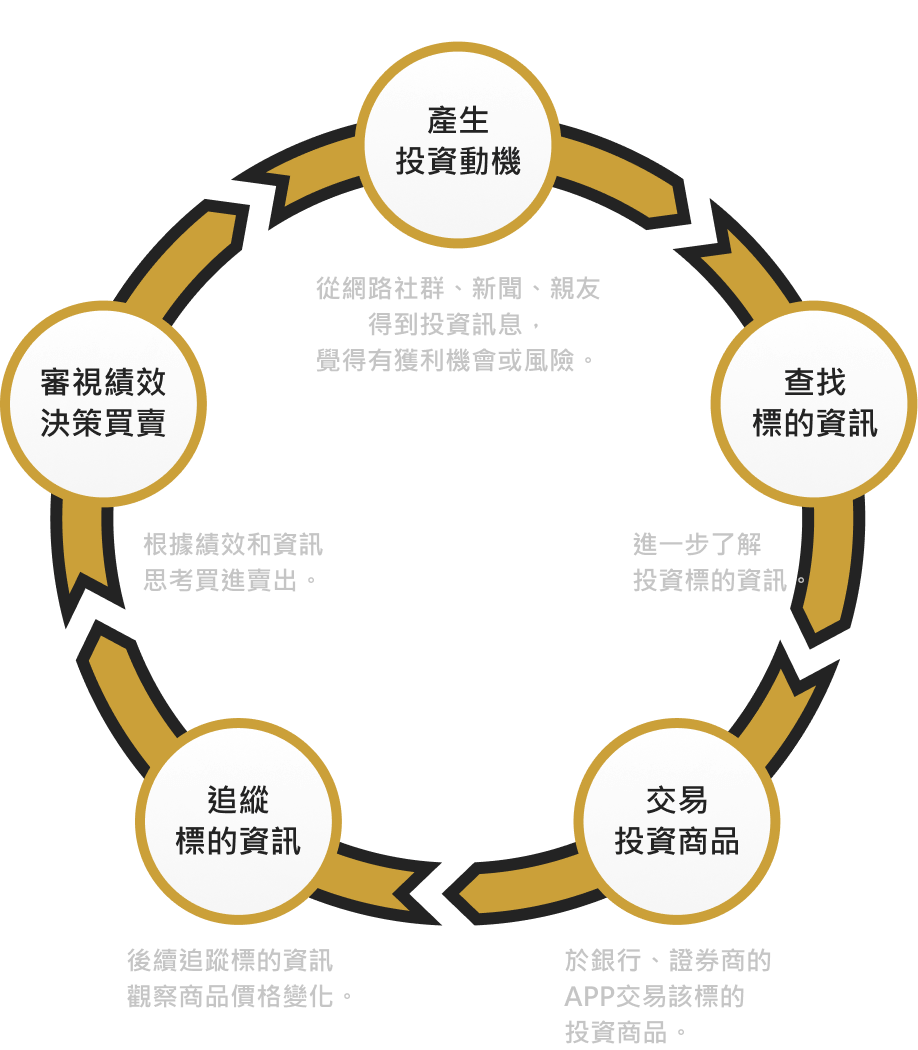 產生
投資動機
從網路社群、新聞、親友
得到投資訊息，
覺得有獲利機會或風險。
審視績效
決策買賣
根據績效和資訊
思考買進賣出。
查找
標的資訊
進一步了解
投資標的資訊。
追縱
標的資訊
後續追蹤標的資訊
觀察商品價格變化。
交易
投資商品
於銀行、證券商的
APP交易該標的
投資商品。